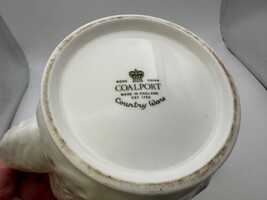 BONE CHINA
COALPORT
MADE IN ENGLAND
EST. 1750
Country Ware